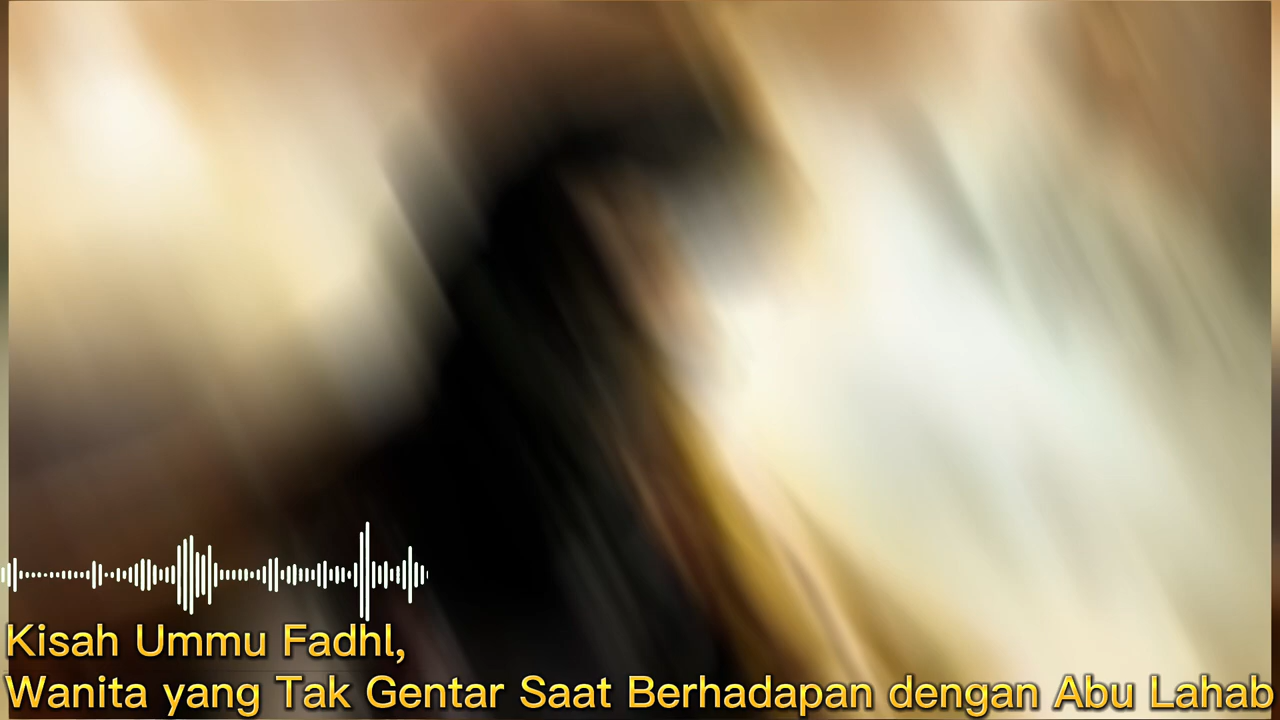 Kisah Ummu Fadhl,
Wanita yang Tak Gentar Saat Berhadapan dengan Abu Lahab